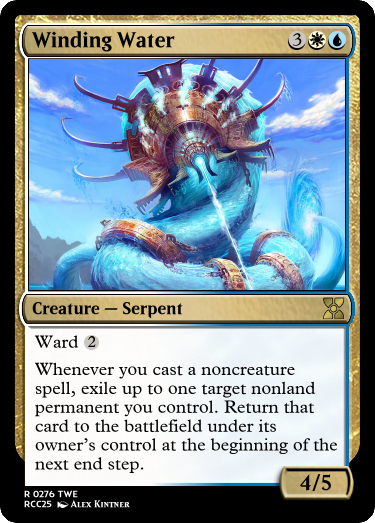 Winding Water 3
Creature — Serpent
Ward 2
Whenever you cast a noncreature
spell, exile up to one target nonland
permanent you control. Return that
card to the battlefield under its
owner's control at the beginning of the
next end step.
4/5
R 0276 TWE
RCC25 Alex Kintner